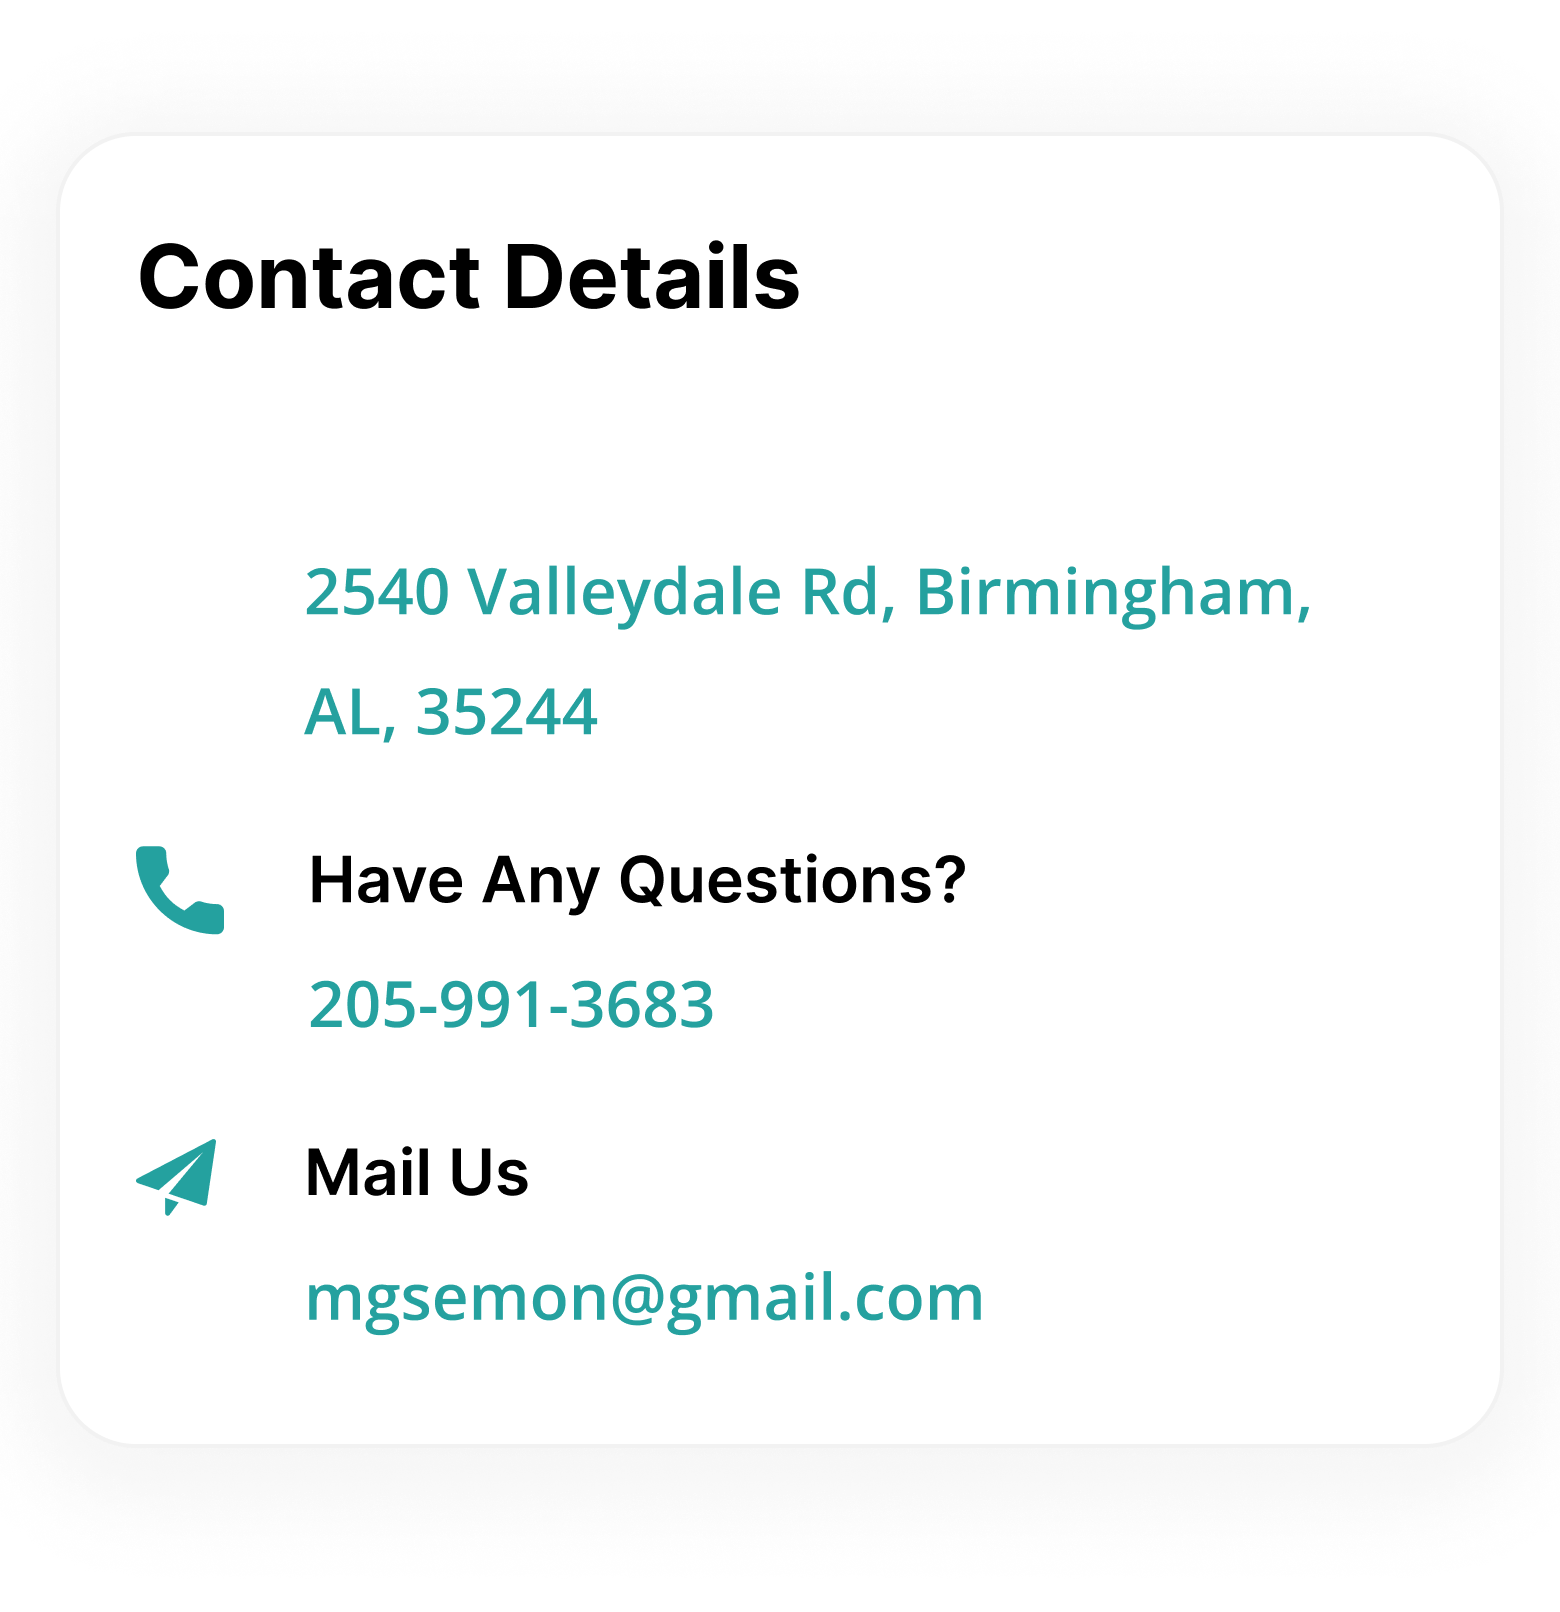 Contact Details
2540 Valleydale Rd, Birmingham,
AL, 35244
Have Any Questions?
205-991-3683
Mail Us
mgsemon@gmail.com